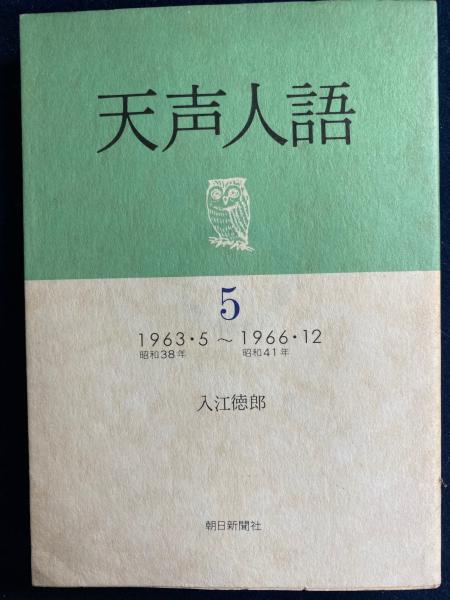 天声人語
5
1963・5 ～ 1966・12
昭和38年 昭和41年
入江徳郎
朝日新聞社